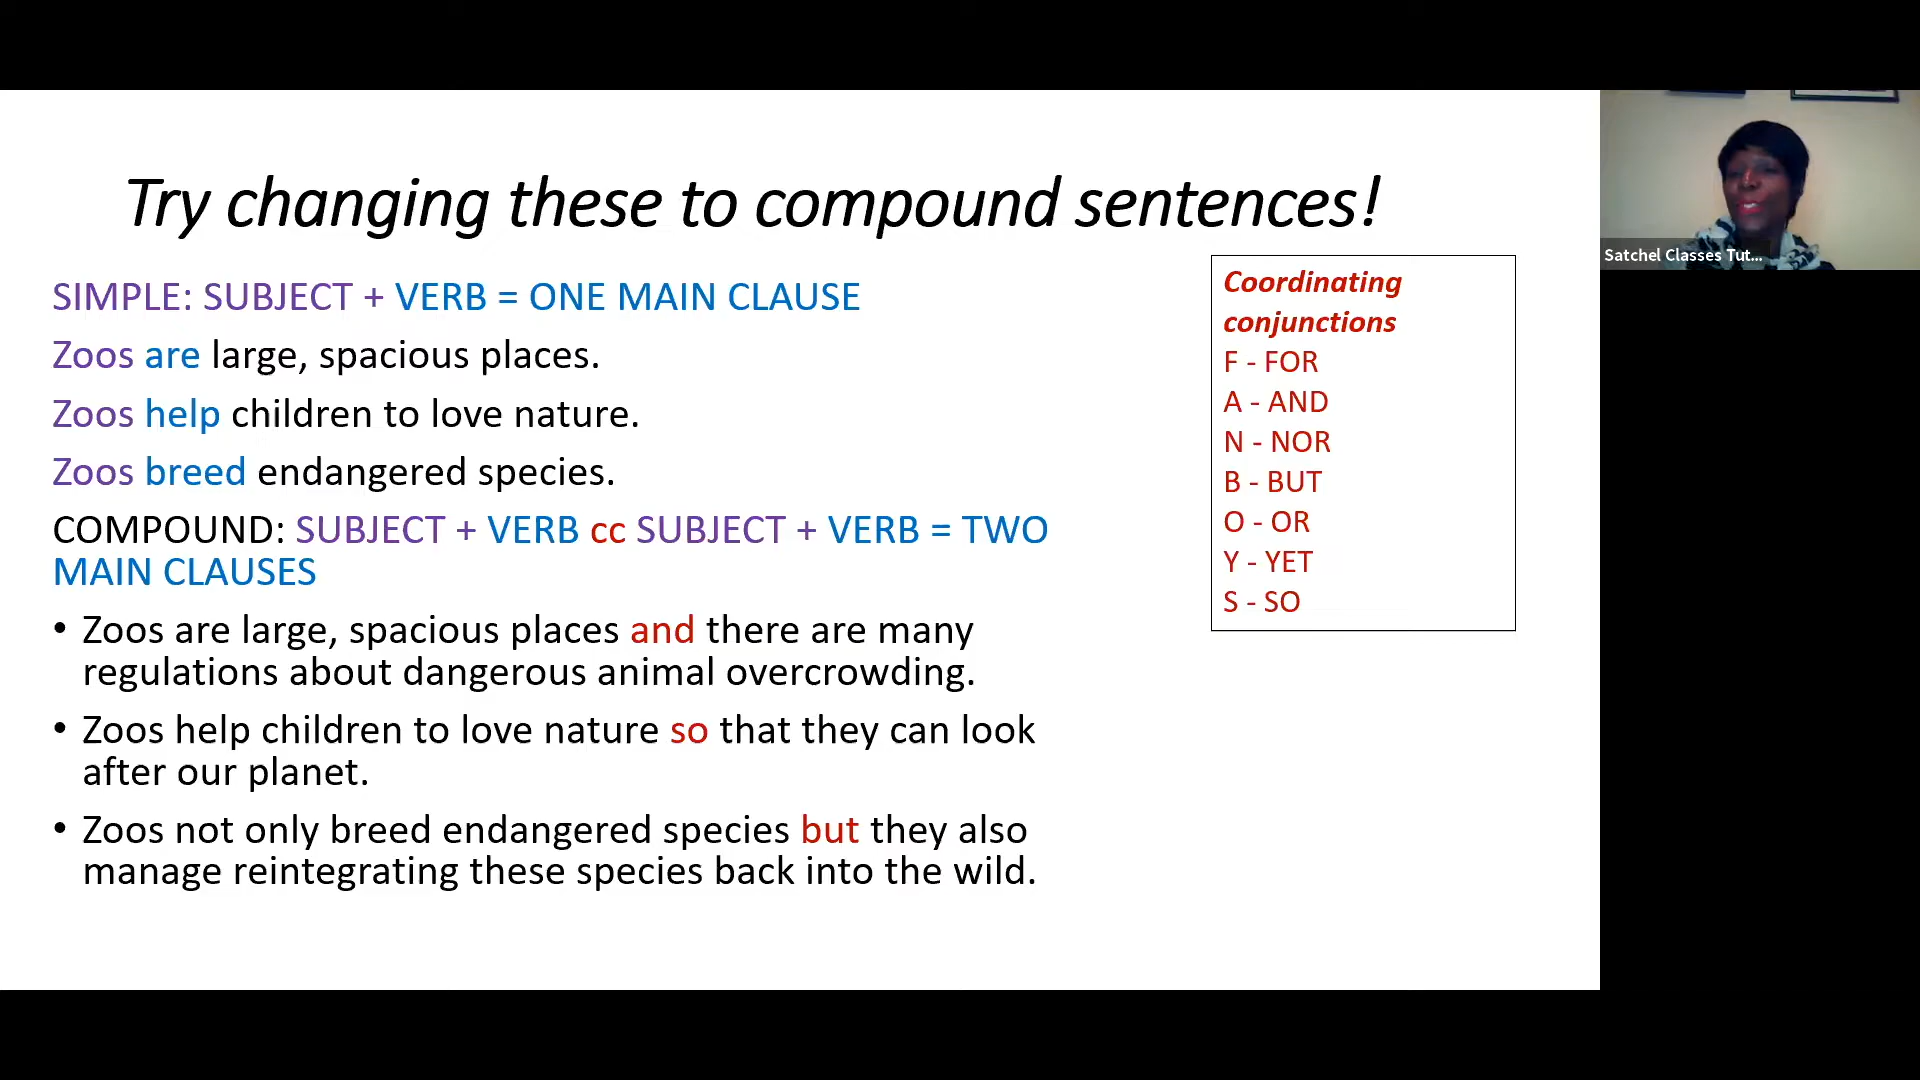 Try changing these to compound sentences!
SIMPLE: SUBJECT + VERB = ONE MAIN CLAUSE
Zoos are large, spacious places.
Zoos help children to love nature.
Zoos breed endangered species.
COMPOUND: SUBJECT + VERB cc SUBJECT + VERB = TWO
MAIN CLAUSES
• Zoos are large, spacious places and there are many
regulations about dangerous animal overcrowding.
• Zoos help children to love nature so that they can look
after our planet.
• Zoos not only breed endangered species but they also
manage reintegrating these species back into the wild.
Coordinating
conjunctions
F - FOR
A - AND
N - NOR
B - BUT
O - OR
Y - YET
S - SO
Satchel Classes Tut...